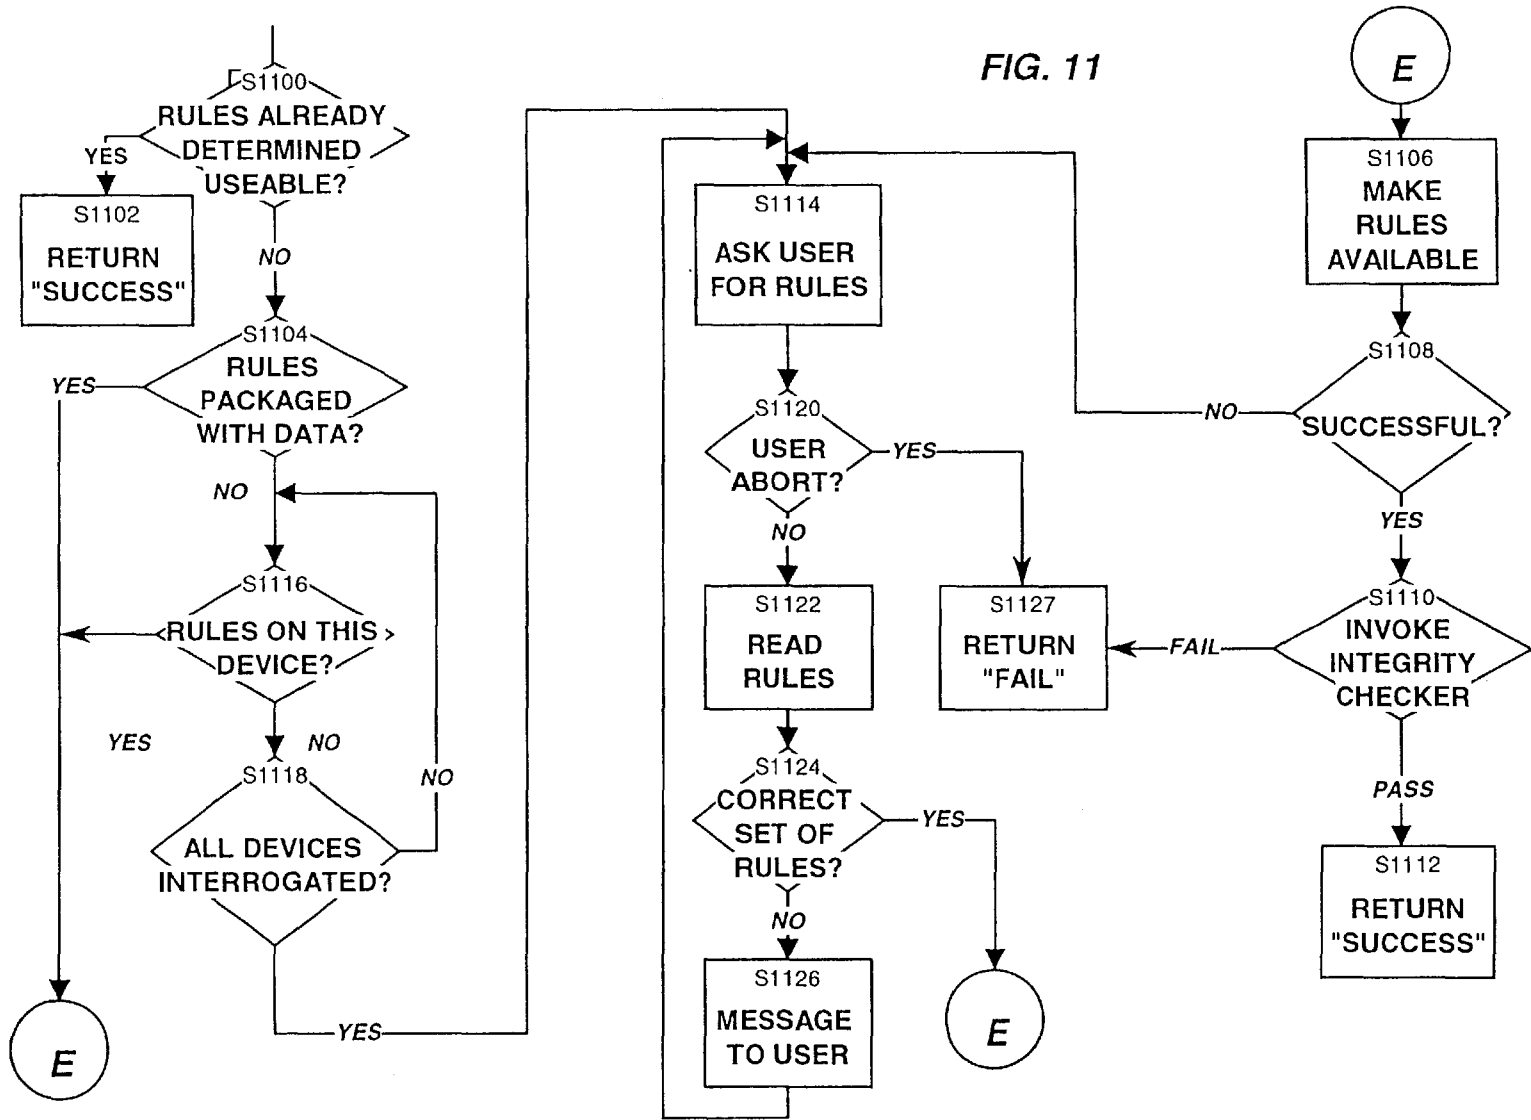 FIG. 11
S1100
RULES ALREADY
DETERMINED
USEABLE?
YES
S1102
RETURN
"SUCCESS"
NO
S1104
RULES
PACKAGED
WITH DATA?
YES
NO
S1116
RULES ON THIS
DEVICE?
YES
NO
S1118
ALL DEVICES
INTERROGATED?
NO
YES
E
S1114
ASK USER
FOR RULES
S1120
USER
ABORT?
YES
NO
S1122
READ
RULES
S1127
RETURN
"FAIL"
S1124
CORRECT
SET OF
RULES?
YES
NO
S1126
MESSAGE
TO USER
E
E
S1106
MAKE
RULES
AVAILABLE
S1108
SUCCESSFUL?
NO
YES
S1110
INVOKE
INTEGRITY
CHECKER
FAIL
PASS
S1112
RETURN
"SUCCESS"